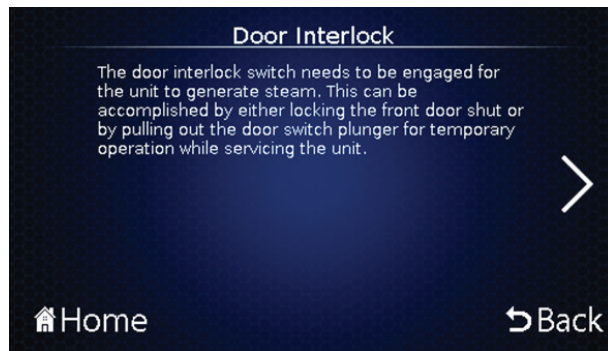 Door Interlock
The door interlock switch needs to be engaged for
the unit to generate steam. This can be
accomplished by either locking the front door shut or
by pulling out the door switch plunger for temporary
operation while servicing the unit.
Home
Back